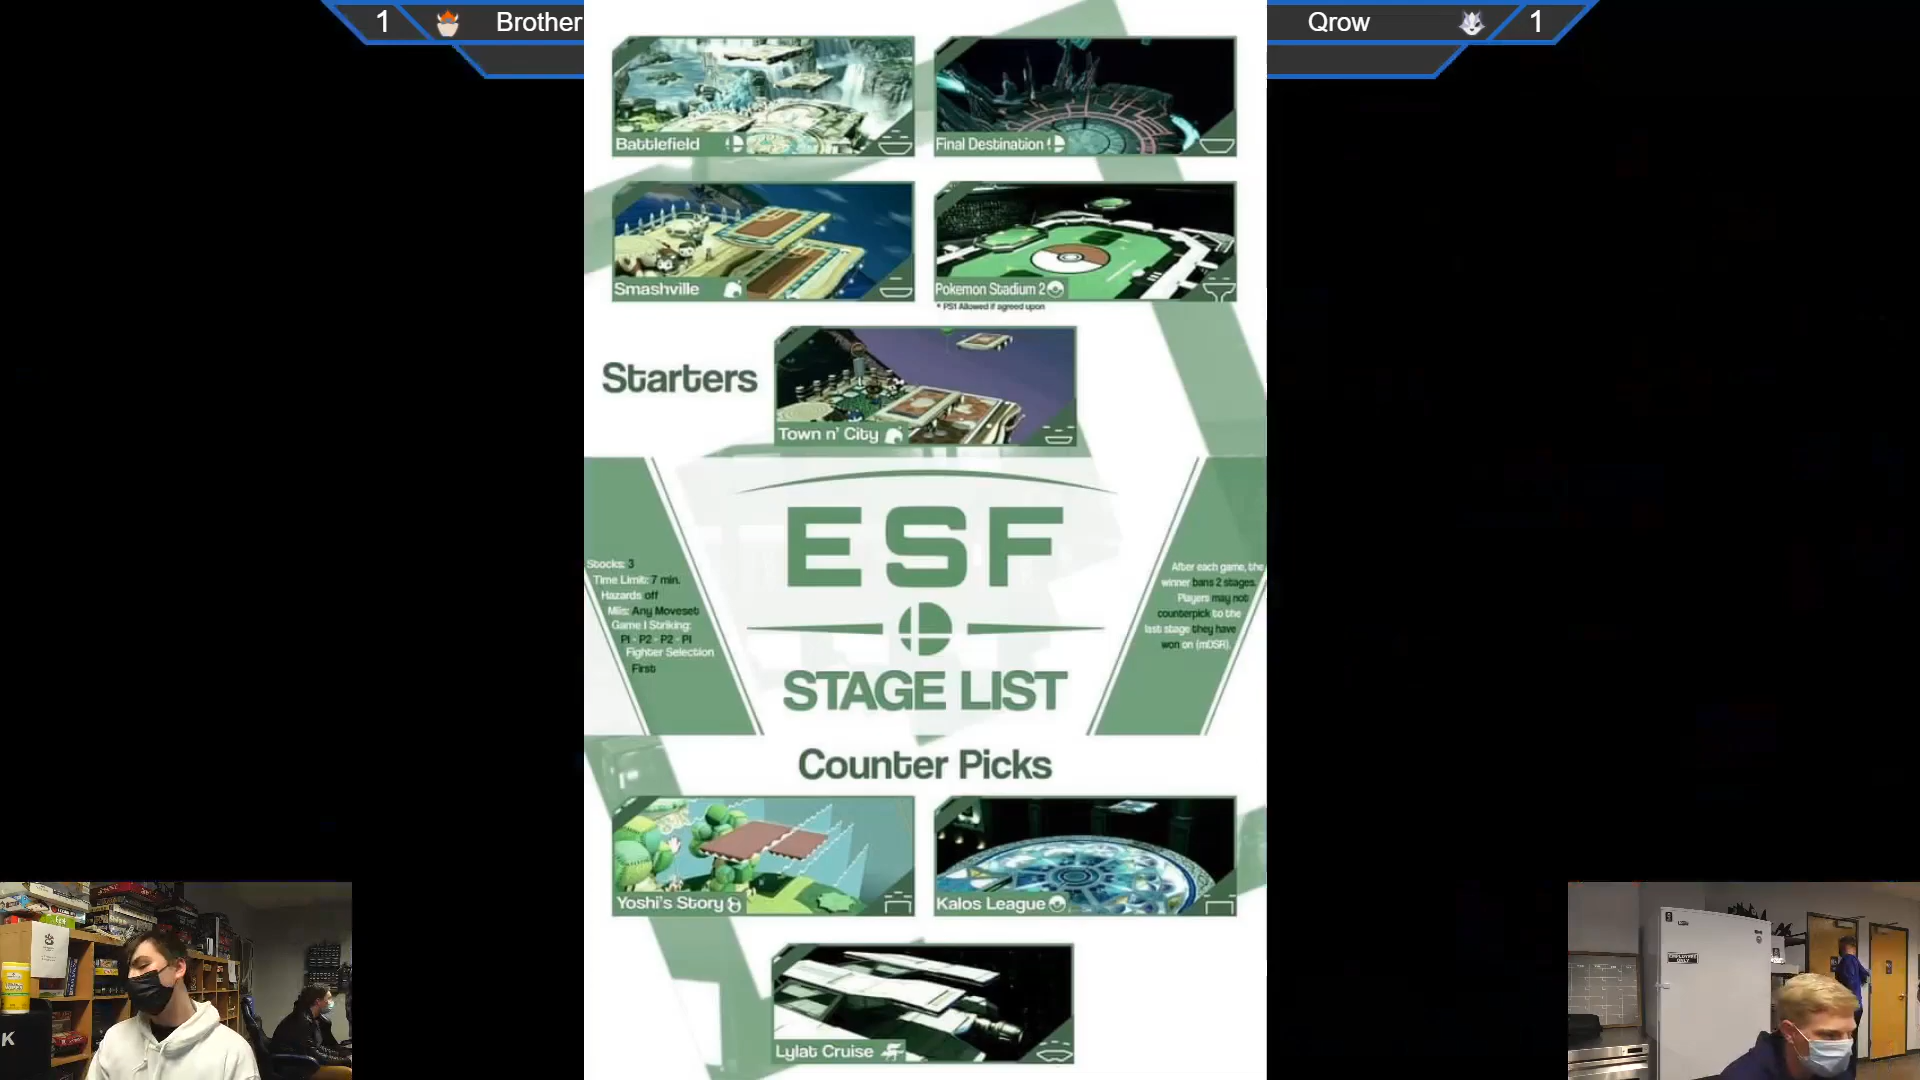 1
Brother
Qrow
1
Battlefield
Final Destination
Smashville
Pokemon Stadium 2
* PS1 Allowed if agreed upon
Starters
Town n' City
ESF
STAGE LIST
Stocks: 3
Time Limit: 7 min.
Hazards off
Miis: Any Moveset
Game 1 Striking:
P1 - P2 - P2 - P1
Fighter Selection
First
After each game, the
winner bans 2 stages.
Players may not
counterpick to the
last stage they have
won on (mDSR).
Counter Picks
Yoshi's Story
Kalos League
Lylat Cruise
EMPLOYEES
ONLY
K